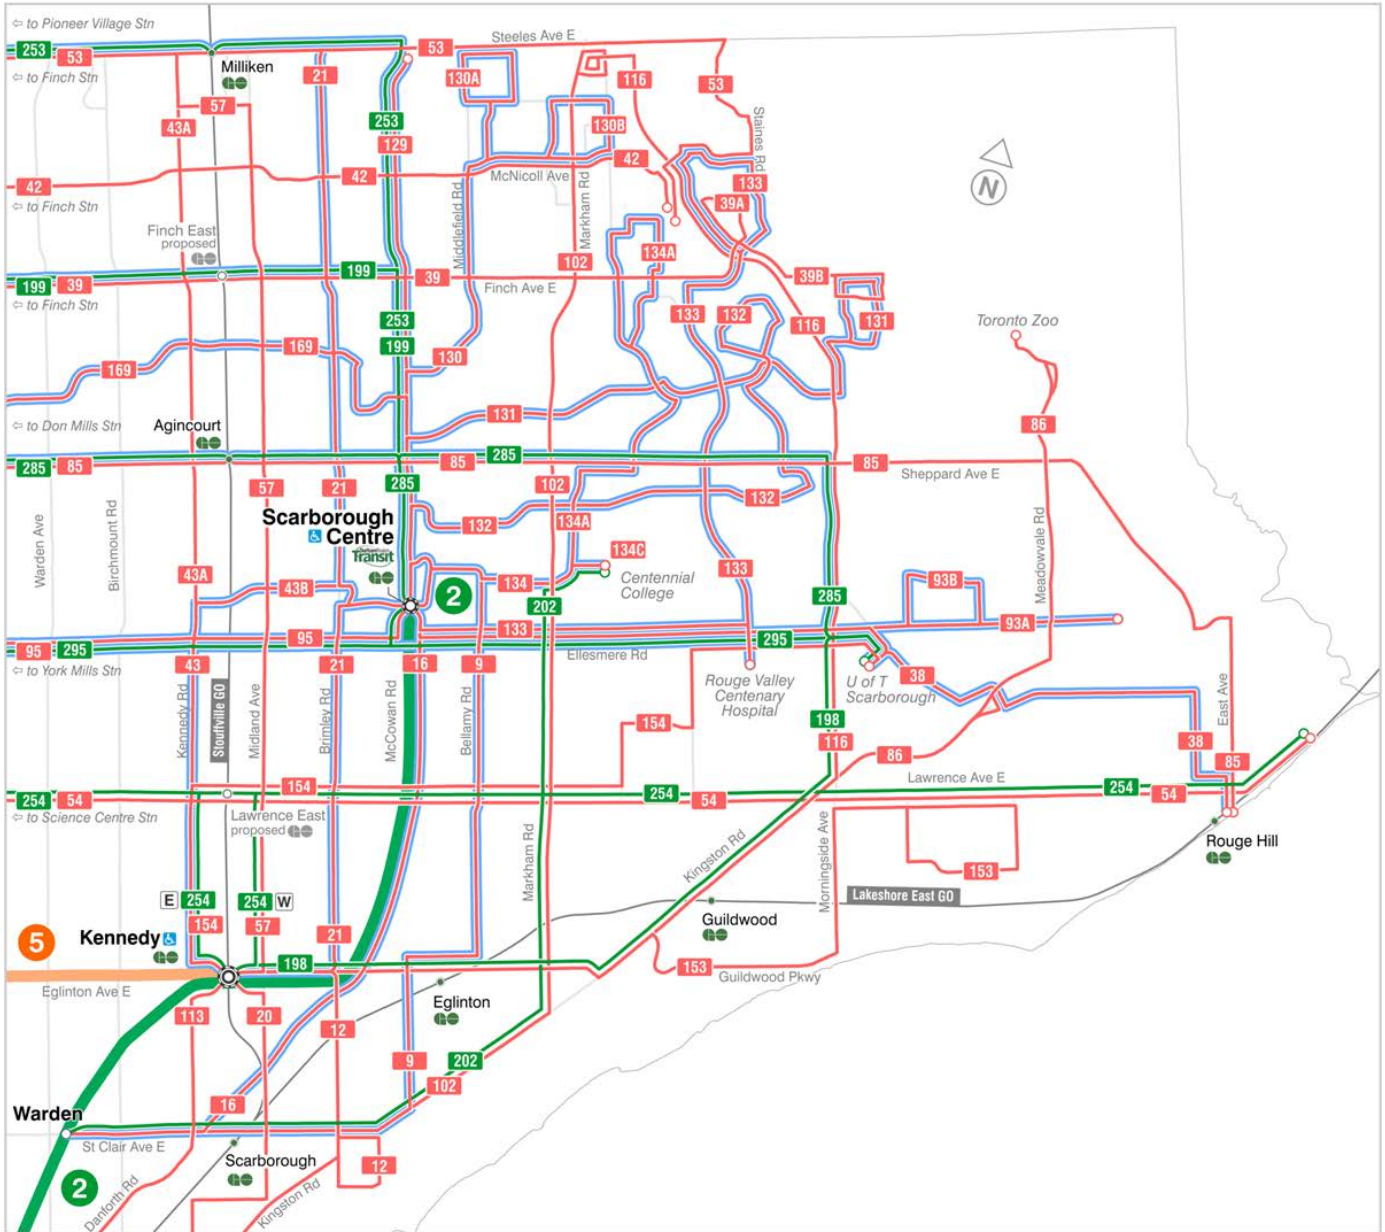 ⇦ to Pioneer Village Stn
253
53
⇦ to Finch Stn
Milliken
21
53
Steeles Ave E
130A
116
53
57
43A
253
129
130B
Staines Rd
42
42
42
McNicoll Ave
133
39A
⇦ to Finch Stn
Finch East
proposed
Middlefield Rd
Markham Rd
102
134A
N
199
39
199
39
Finch Ave E
39B
⇦ to Finch Stn
253
199
133
132
116
131
Toronto Zoo
169
169
130
131
86
⇦ to Don Mills Stn
Agincourt
285
85
85
285
85
Sheppard Ave E
57
21
285
102
132
Scarborough
Centre
Durham Region
Transit
132
134A
Warden Ave
Birchmount Rd
Meadowvale Rd
43A
43B
2
134
134C
Centennial
College
133
93B
285
202
95
295
95
133
295
93A
⇦ to York Mills Stn
Ellesmere Rd
43
21
16
9
Rouge Valley
Centenary
Hospital
U of T
Scarborough
38
Kennedy Rd
Stouffville GO
Midland Ave
Brimley Rd
McCowan Rd
Bellamy Rd
East Ave
154
198
116
86
38
85
254
54
154
254
54
Lawrence Ave E
254
54
⇦ to Science Centre Stn
Lawrence East
proposed
Markham Rd
Kingston Rd
Morningside Ave
Rouge Hill
153
E
254
254
W
154
57
Lakeshore East GO
5
Kennedy
21
Guildwood
198
153
Guildwood Pkwy
Eglinton Ave E
Eglinton
113
20
12
9
202
102
16
Warden
St Clair Ave E
Scarborough
12
2
Danforth Rd
Kingston Rd